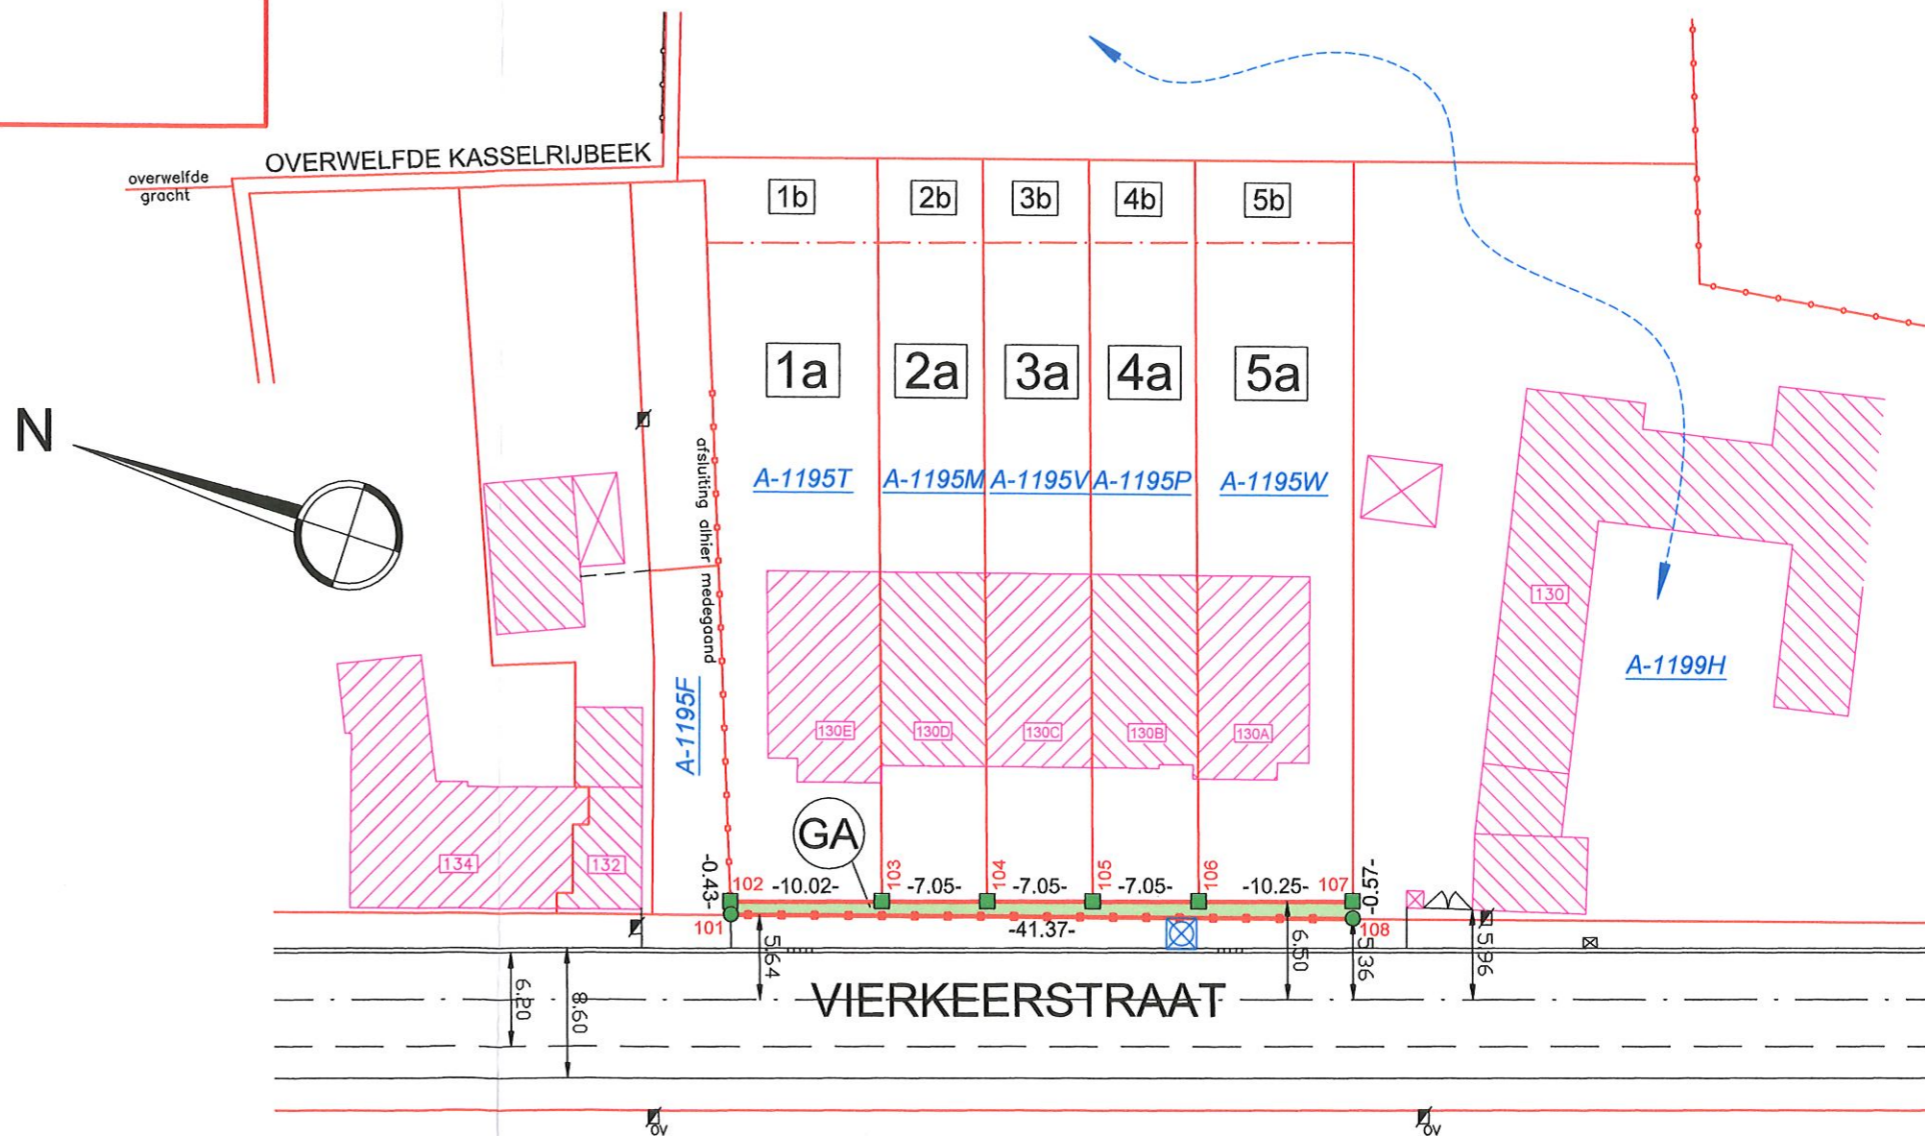 OVERWELFDE KASSELRIJBEEK
overwelfde
gracht
1b
2b
3b
4b
5b
1a
2a
3a
4a
5a
N
A-1195T
A-1195M
A-1195V
A-1195P
A-1195W
afsluiting alhier medegaand
130
A-1199H
A-1195F
130E
130D
130C
130B
130A
GA
134
132
-0.43-
102
-10.02-
103
-7.05-
104
-7.05-
105
-7.05-
106
-10.25-
107
-0.57-
101
-41.37-
108
5.64
6.50
5.36
5.96
VIERKEERSTRAAT
6.20
8.60
OV
OV